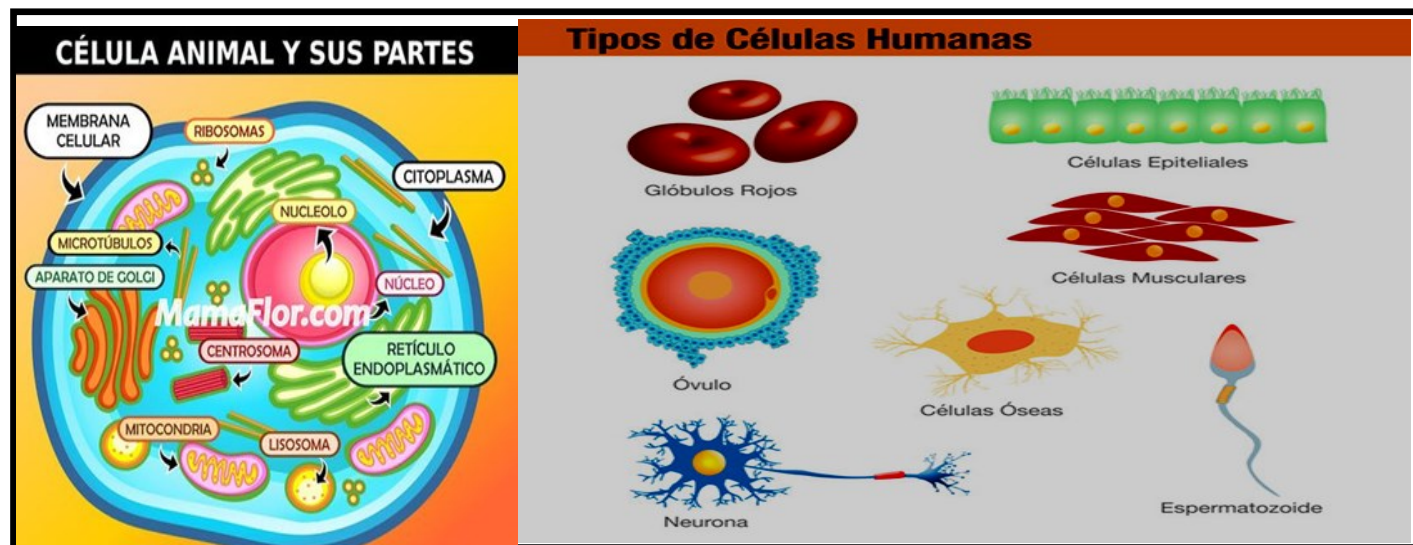 CÉLULA ANIMAL Y SUS PARTES
MEMBRANA
CELULAR
RIBOSOMAS
CITOPLASMA
NUCLEOLO
MICROTÚBULOS
APARATO DE GOLGI
NÚCLEO
MamaFlor.com
CENTROSOMA
RETÍCULO
ENDOPLASMÁTICO
MITOCONDRIA
LISOSOMA
Tipos de Células Humanas
Glóbulos Rojos
Células Epiteliales
Células Musculares
Óvulo
Células Óseas
Neurona
Espermatozoide